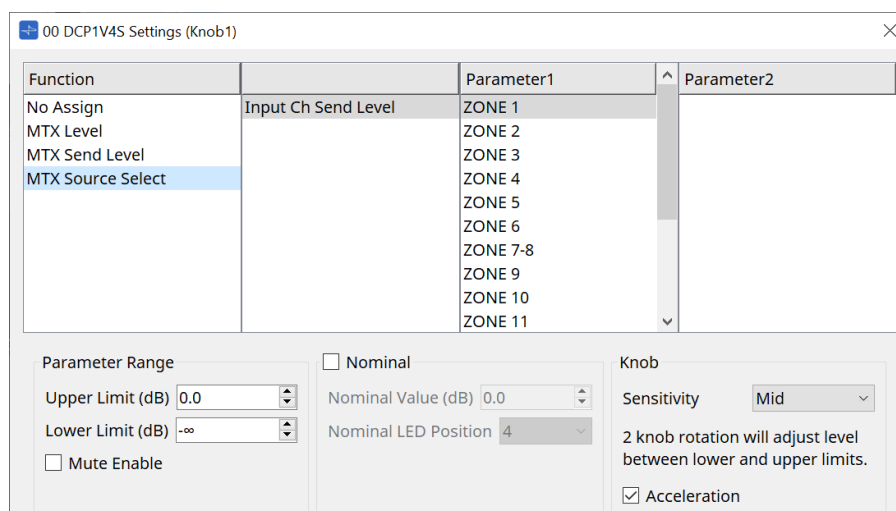 00 DCP1V4S Settings (Knob1)
Function
Parameter1
Parameter2
No Assign
MTX Level
MTX Send Level
MTX Source Select
Input Ch Send Level
ZONE 1
ZONE 2
ZONE 3
ZONE 4
ZONE 5
ZONE 6
ZONE 7-8
ZONE 9
ZONE 10
ZONE 11
Parameter Range
Upper Limit (dB) 0.0
Lower Limit (dB) -∞
Mute Enable
Nominal
Nominal Value (dB) 0.0
Nominal LED Position 4
Knob
Sensitivity Mid
2 knob rotation will adjust level
between lower and upper limits.
Acceleration